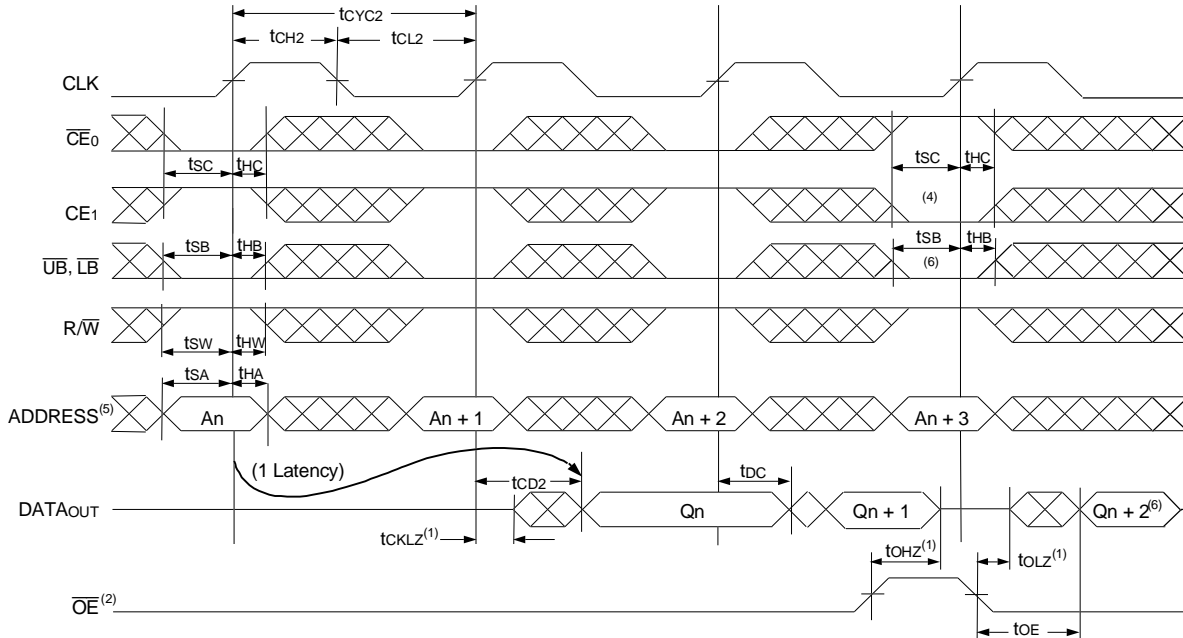 tCYC2
tCH2 tCL2
CLK
CE0
tSC tHC tSC tHC
CE1 (4)
tSB tHB tSB tHB
UB, LB (6)
R/W
tSW tHW
tSA tHA
ADDRESS(5) An An + 1 An + 2 An + 3
(1 Latency) tCD2 tDC
DATAOUT Qn Qn + 1 Qn + 2(6)
tCKLZ(1) tOHZ(1) tOLZ(1)
OE(2)
tOE